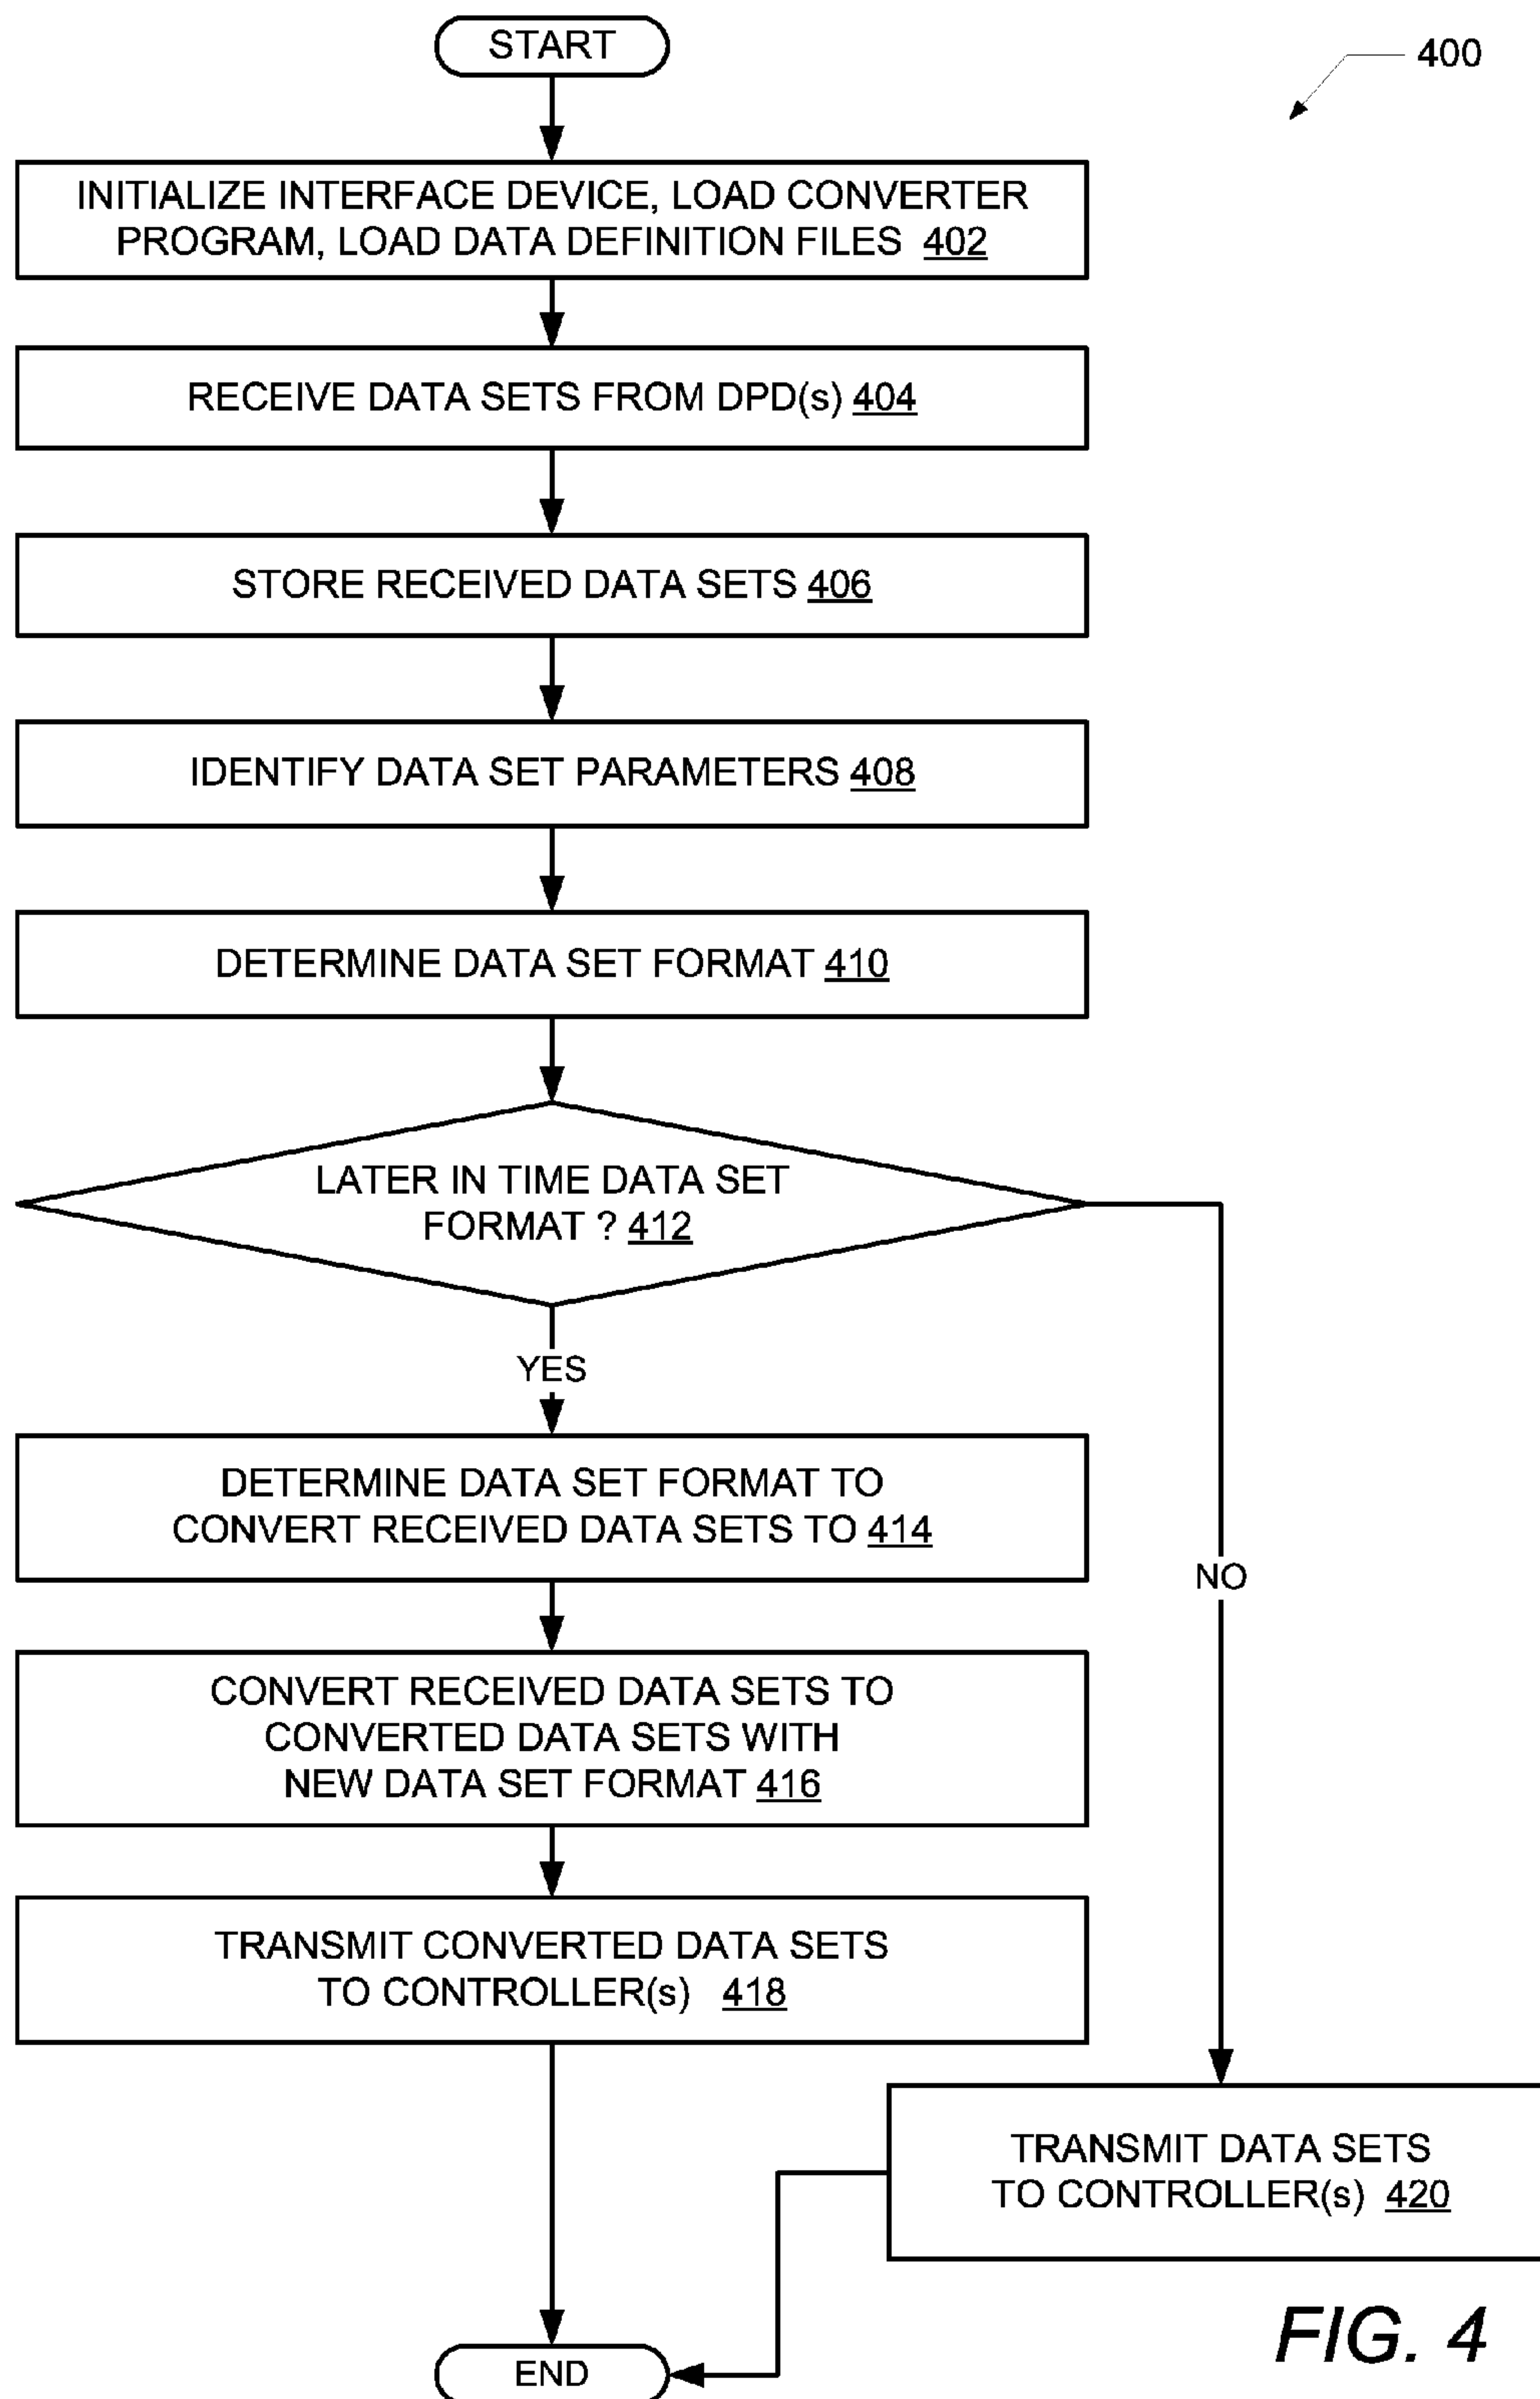 START
400
INITIALIZE INTERFACE DEVICE, LOAD CONVERTER
PROGRAM, LOAD DATA DEFINITION FILES 402
RECEIVE DATA SETS FROM DPD(s) 404
STORE RECEIVED DATA SETS 406
IDENTIFY DATA SET PARAMETERS 408
DETERMINE DATA SET FORMAT 410
LATER IN TIME DATA SET
FORMAT ? 412
YES
DETERMINE DATA SET FORMAT TO
CONVERT RECEIVED DATA SETS TO 414
NO
CONVERT RECEIVED DATA SETS TO
CONVERTED DATA SETS WITH
NEW DATA SET FORMAT 416
TRANSMIT CONVERTED DATA SETS
TO CONTROLLER(s) 418
TRANSMIT DATA SETS
TO CONTROLLER(s) 420
END
FIG. 4